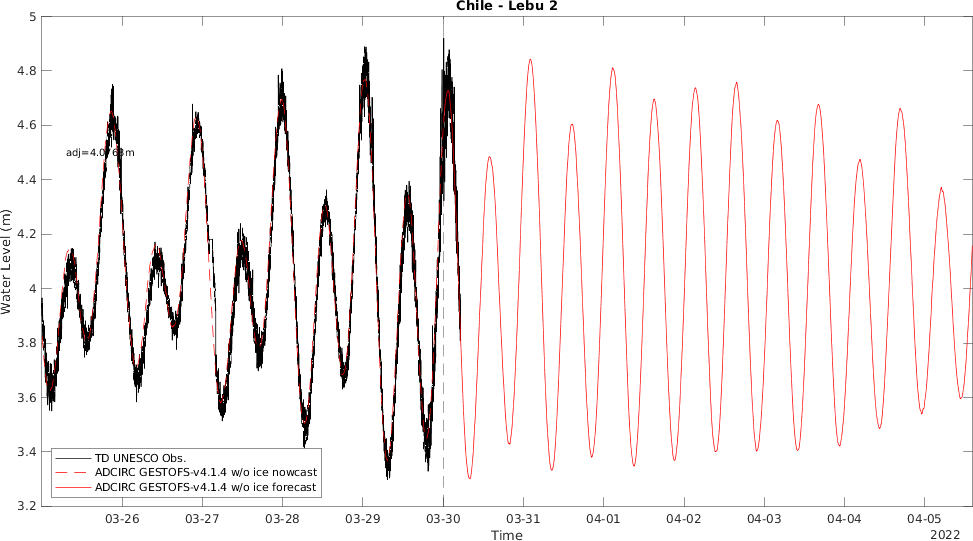 Chile - Lebu 2
5
4.8
4.6
4.4
4.2
4
3.8
3.6
3.4
3.2
Water Level (m)
adj=4.0763m
TD UNESCO Obs.
ADCIRC GESTOFS-v4.1.4 w/o ice nowcast
ADCIRC GESTOFS-v4.1.4 w/o ice forecast
03-26 03-27 03-28 03-29 03-30 03-31 04-01 04-02 04-03 04-04 04-05
Time
2022